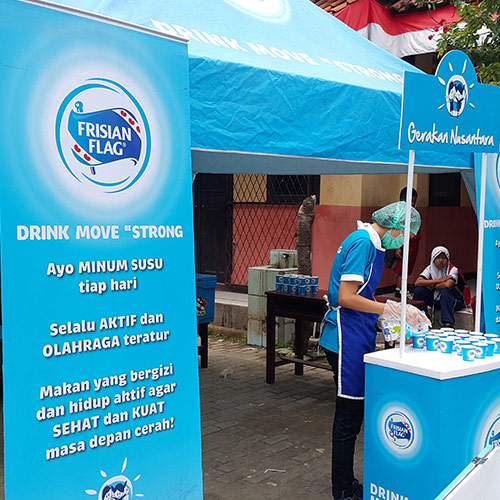 FRISIAN
FLAG®
DRINK MOVE "STRONG
Ayo MINUM SUSU
tiap hari
Selalu AKTIF dan
OLAHRAGA teratur
Makan yang bergizi
dan hidup aktif agar
SEHAT dan KUAT
masa depan cerah!
DRINK MOVE "STRONG
Gerakan Nusantara
FRISIAN
FLAG
DRINK